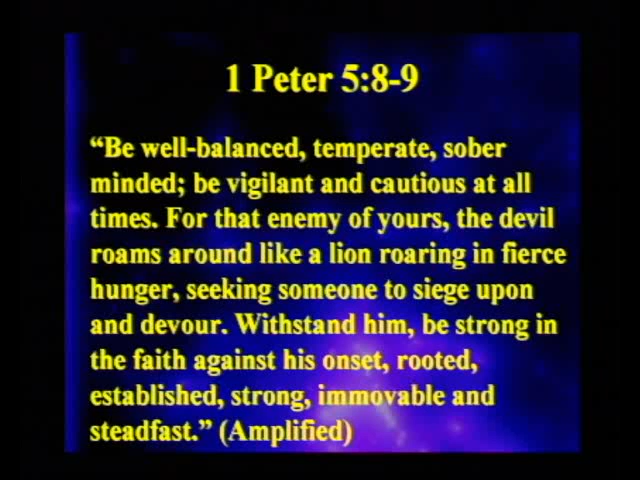 1 Peter 5:8-9
“Be well-balanced, temperate, sober
minded; be vigilant and cautious at all
times. For that enemy of yours, the devil
roams around like a lion roaring in fierce
hunger, seeking someone to siege upon
and devour. Withstand him, be strong in
the faith against his onset, rooted,
established, strong, immovable and
steadfast.” (Amplified)